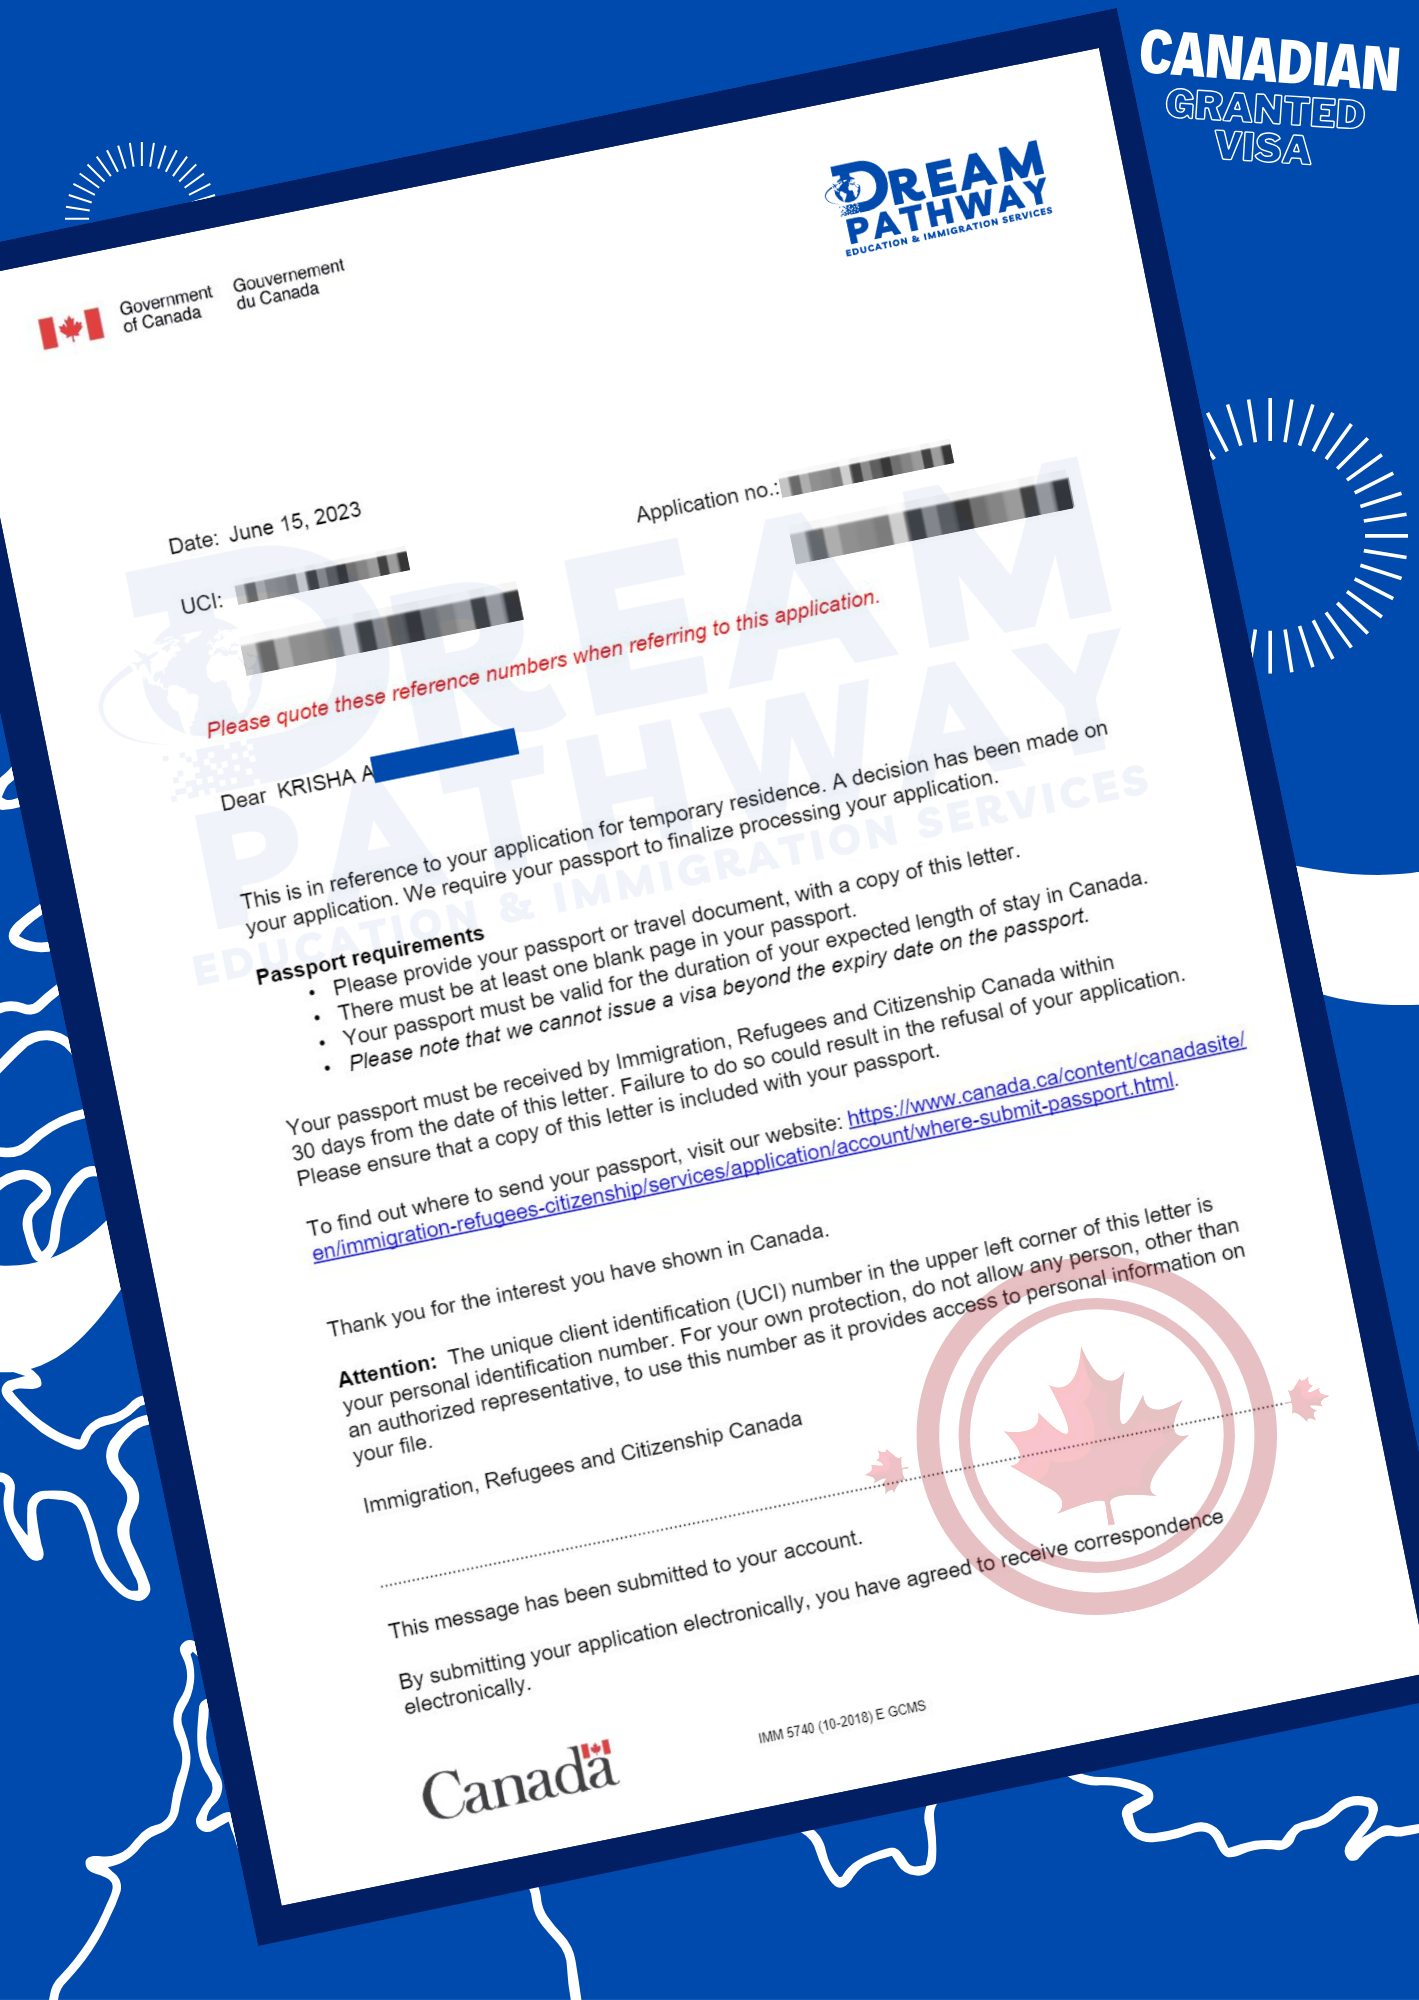 CANADIAN
GRANTED
VISA
DREAM
PATHWAY
EDUCATION & IMMIGRATION SERVICES
Government
of Canada
Gouvernement
du Canada
Date: June 15, 2023
Application no.:
UCI:
Please quote these reference numbers when referring to this application.
Dear KRISHA A
This is in reference to your application for temporary residence. A decision has been made on
your application. We require your passport to finalize processing your application.
Passport requirements
• Please provide your passport or travel document, with a copy of this letter.
• There must be at least one blank page in your passport.
• Your passport must be valid for the duration of your expected length of stay in Canada.
• Please note that we cannot issue a visa beyond the expiry date on the passport.
Your passport must be received by Immigration, Refugees and Citizenship Canada within
30 days from the date of this letter. Failure to do so could result in the refusal of your application.
Please ensure that a copy of this letter is included with your passport.
To find out where to send your passport, visit our website: https://www.canada.ca/content/canadasite/
en/immigration-refugees-citizenship/services/application/account/where-submit-passport.html.
Thank you for the interest you have shown in Canada.
Attention: The unique client identification (UCI) number in the upper left corner of this letter is
your personal identification number. For your own protection, do not allow any person, other than
an authorized representative, to use this number as it provides access to personal information on
your file.
Immigration, Refugees and Citizenship Canada
This message has been submitted to your account.
By submitting your application electronically, you have agreed to receive correspondence
electronically.
IMM 5740 (10-2018) E GCMS
Canada
DREAM
PATHWAY
EDUCATION & IMMIGRATION SERVICES